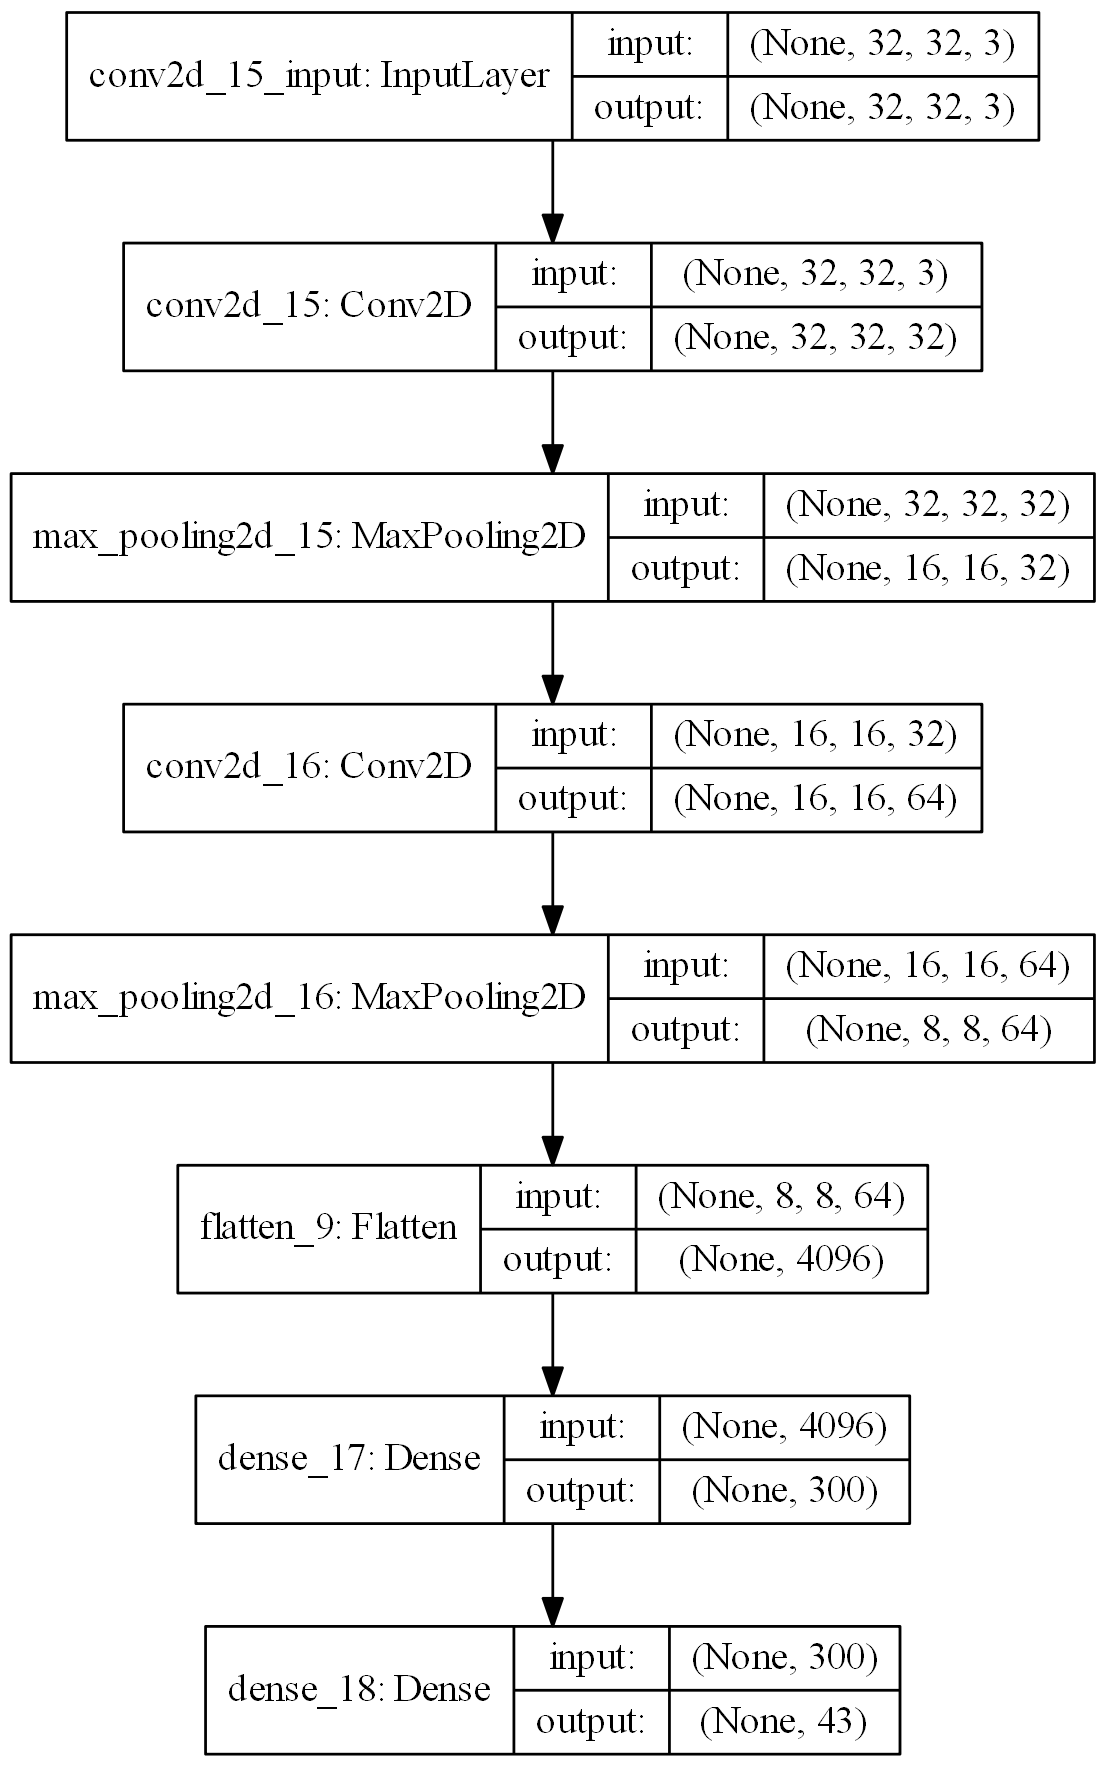 conv2d_15_input: InputLayer
input:
(None, 32, 32, 3)
output:
(None, 32, 32, 3)
conv2d_15: Conv2D
input:
(None, 32, 32, 3)
output:
(None, 32, 32, 32)
max_pooling2d_15: MaxPooling2D
input:
(None, 32, 32, 32)
output:
(None, 16, 16, 32)
conv2d_16: Conv2D
input:
(None, 16, 16, 32)
output:
(None, 16, 16, 64)
max_pooling2d_16: MaxPooling2D
input:
(None, 16, 16, 64)
output:
(None, 8, 8, 64)
flatten_9: Flatten
input:
(None, 8, 8, 64)
output:
(None, 4096)
dense_17: Dense
input:
(None, 4096)
output:
(None, 300)
dense_18: Dense
input:
(None, 300)
output:
(None, 43)